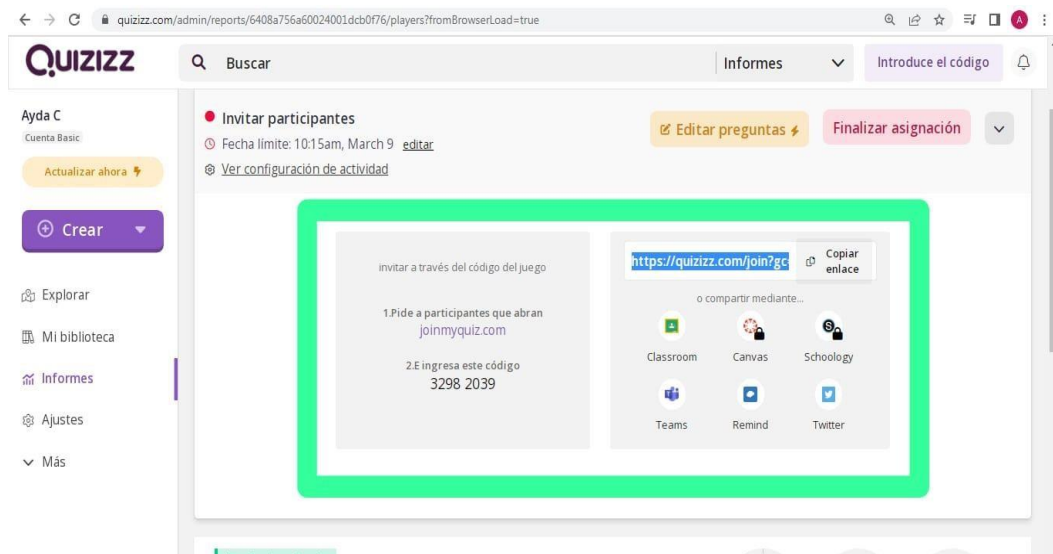 quizizz.com/admin/reports/6408a756a60024001dcb0f76/players?fromBrowserLoad=true
A
QUIZIZZ
Buscar
Informes
Introduce el código
Ayda C
Cuenta Basic
Actualizar ahora
Crear
Explorar
Mi biblioteca
Informes
Ajustes
Más
Invitar participantes
Fecha límite: 10:15am, March 9 editar
Ver configuración de actividad
Editar preguntas
Finalizar asignación
invitar a través del código del juego
1.Pide a participantes que abran
joinmyquiz.com
2.E ingresa este código
3298 2039
https://quizizz.com/join?gc=
Copiar
enlace
o compartir mediante...
Classroom
Canvas
Schoology
Teams
Remind
Twitter